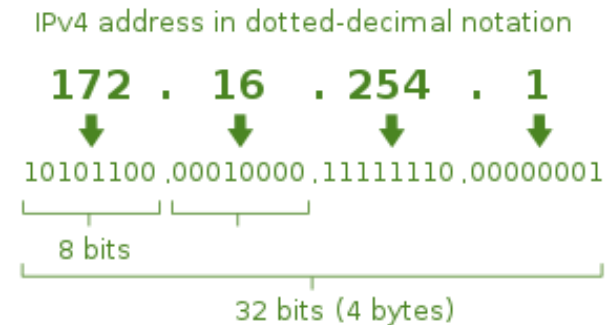 IPv4 address in dotted-decimal notation
172 . 16 . 254 . 1
10101100 .00010000 .11111110 .00000001
8 bits
32 bits (4 bytes)